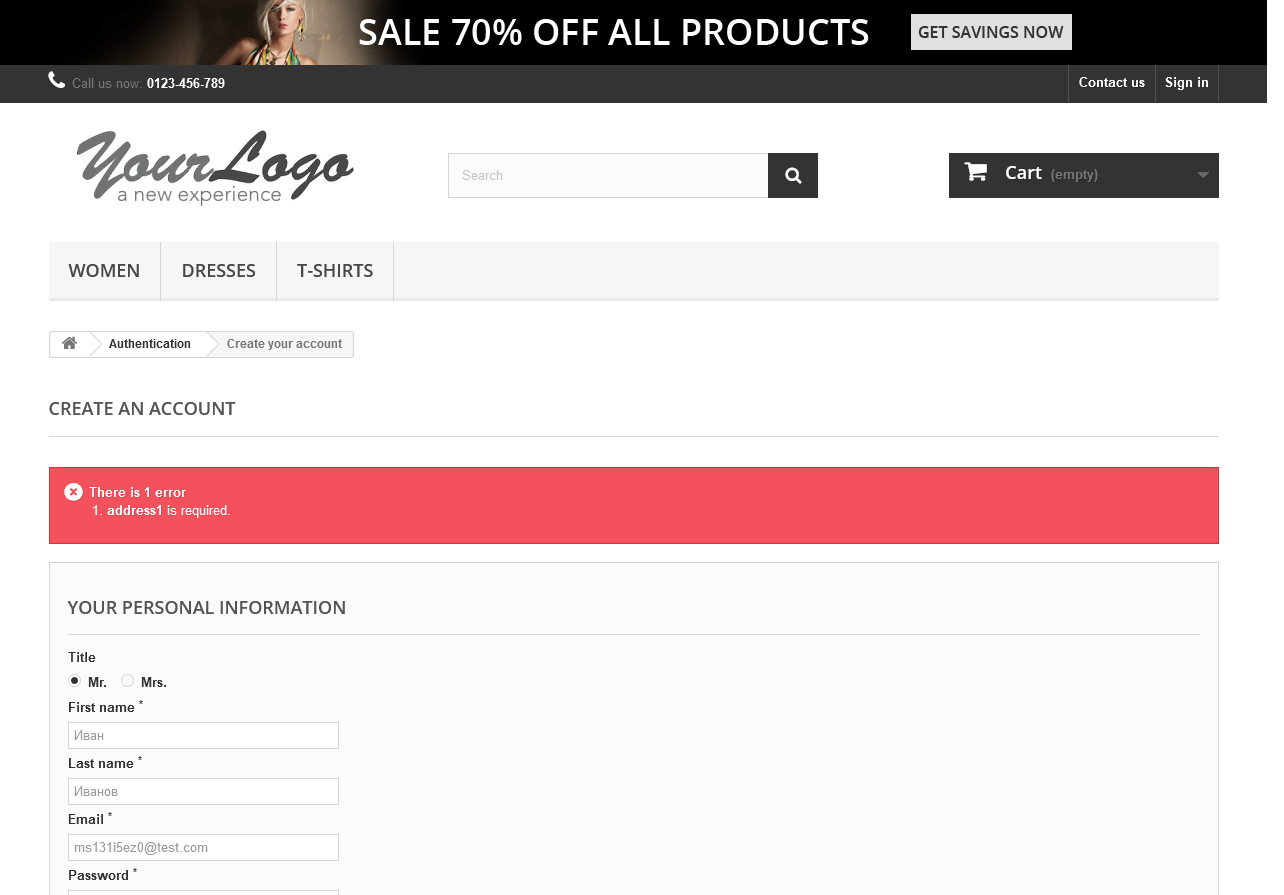 SALE 70% OFF ALL PRODUCTS GET SAVINGS NOW
Call us now: 0123-456-789 Contact us Sign in
YourLogo
a new experience
Search
Cart (empty)
WOMEN DRESSES T-SHIRTS
Authentication Create your account
CREATE AN ACCOUNT
There is 1 error
1. address1 is required.
YOUR PERSONAL INFORMATION
Title
Mr. Mrs.
First name *
Иван
Last name *
Иванов
Email *
ms131i5ez0@test.com
Password *